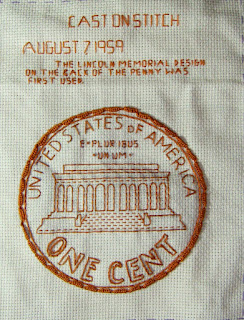 CAST ON STITCH
AUGUST 7 1959
THE LINCOLN MEMORIAL DESIGN
ON THE BACK OF THE PENNY WAS
FIRST USED.
UNITED STATES OF AMERICA
E·PLURIBUS
·UNUM·
ONE CENT